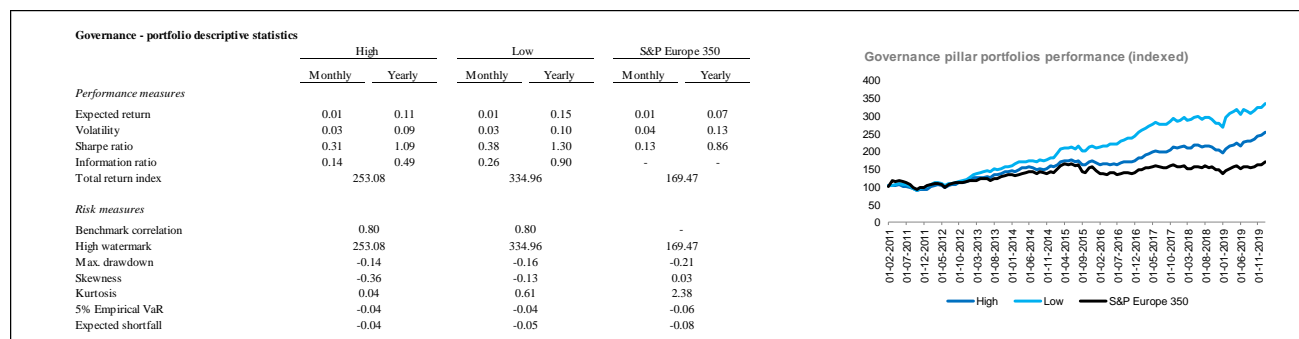 Governance - portfolio descriptive statistics
High Low S&P Europe 350
Monthly Yearly Monthly Yearly Monthly Yearly
Performance measures
Expected return 0.01 0.11 0.01 0.15 0.01 0.07
Volatility 0.03 0.09 0.03 0.10 0.04 0.13
Sharpe ratio 0.31 1.09 0.38 1.30 0.13 0.86
Information ratio 0.14 0.49 0.26 0.90 - -
Total return index 253.08 334.96 169.47
Risk measures
Benchmark correlation 0.80 0.80 -
High watermark 253.08 334.96 169.47
Max. drawdown -0.14 -0.16 -0.21
Skewness -0.36 -0.13 0.03
Kurtosis 0.04 0.61 2.38
5% Empirical VaR -0.04 -0.04 -0.06
Expected shortfall -0.04 -0.05 -0.08
Governance pillar portfolios performance (indexed)
400
350
300
250
200
150
100
50
0
01-02-2011
01-07-2011
01-12-2011
01-05-2012
01-10-2012
01-03-2013
01-08-2013
01-01-2014
01-06-2014
01-11-2014
01-04-2015
01-09-2015
01-02-2016
01-07-2016
01-12-2016
01-05-2017
01-10-2017
01-03-2018
01-08-2018
01-01-2019
01-06-2019
01-11-2019
High Low S&P Europe 350